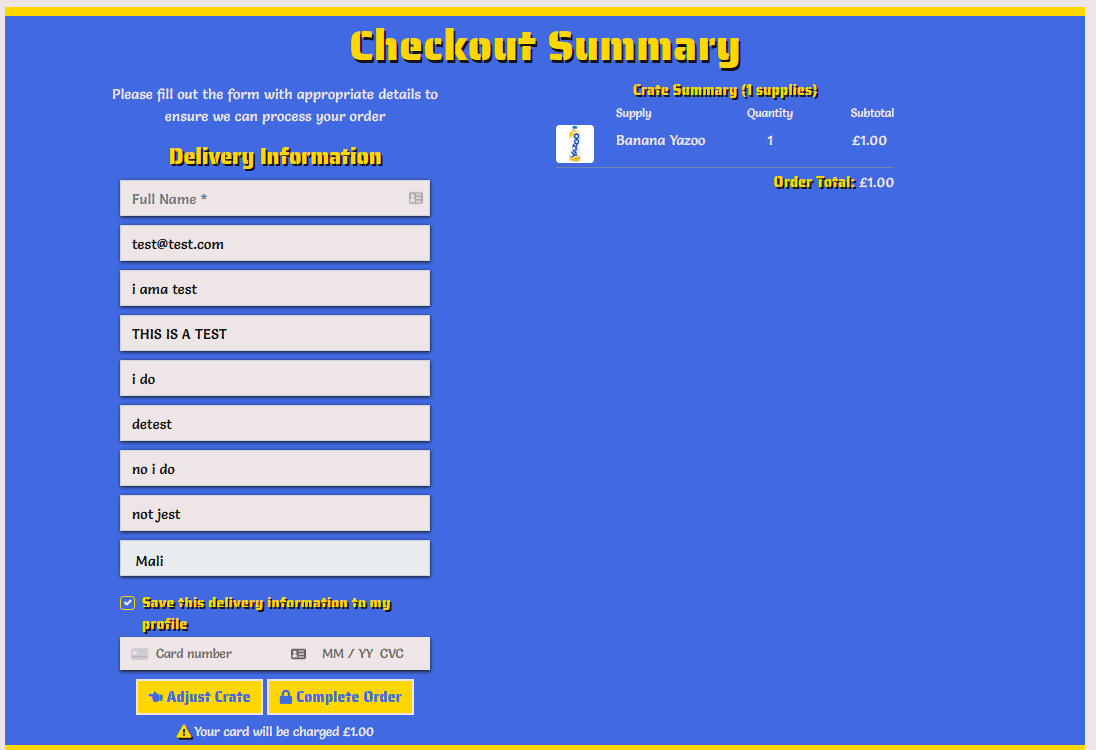 Checkout Summary
Please fill out the form with appropriate details to
ensure we can process your order
Delivery Information
Full Name *
test@test.com
i ama test
THIS IS A TEST
i do
detest
no i do
not jest
Mali
Save this delivery information to my
profile
Card number MM / YY CVC
Adjust Crate Complete Order
Your card will be charged £1.00
Crate Summary (1 supplies)
Supply Quantity Subtotal
Banana Yazoo 1 £1.00
Order Total: £1.00